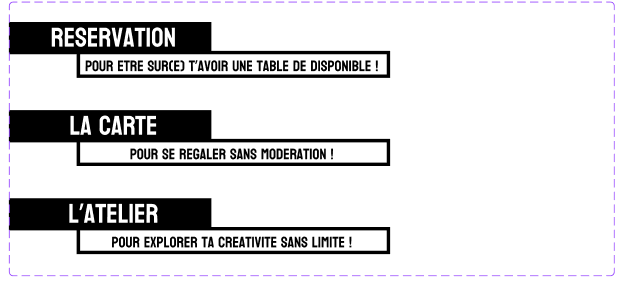 RESERVATION
POUR ETRE SUR(E) T'AVOIR UNE TABLE DE DISPONIBLE !
LA CARTE
POUR SE REGALER SANS MODERATION !
L'ATELIER
POUR EXPLORER TA CREATIVITE SANS LIMITE !